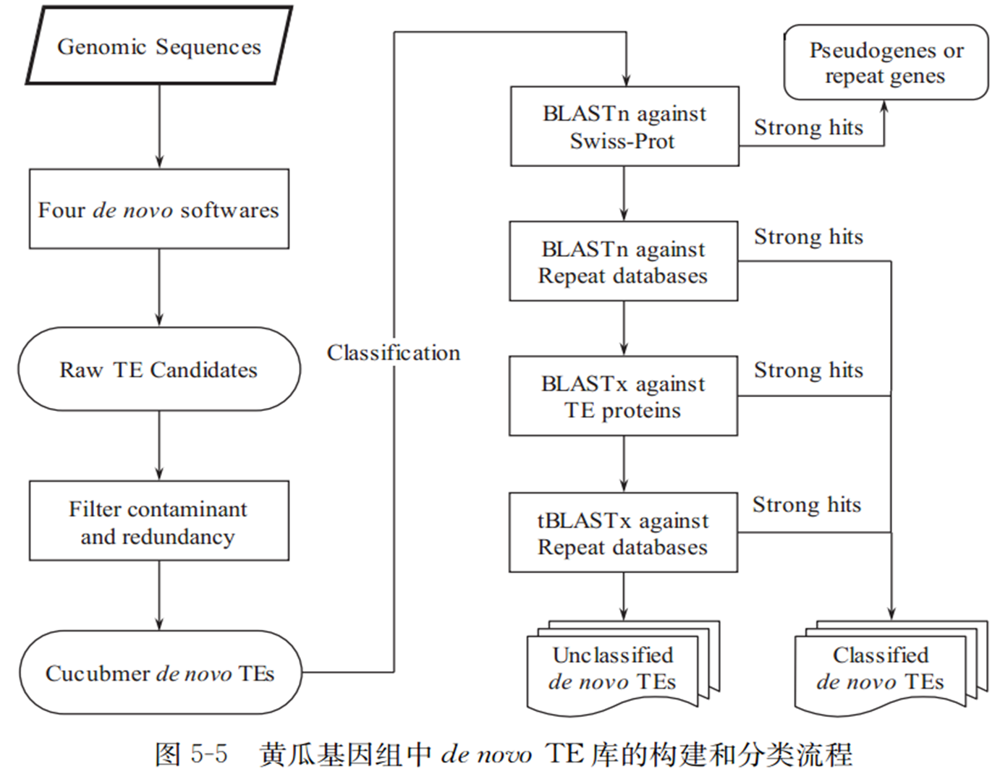 Genomic Sequences
Four de novo softwares
Raw TE Candidates
Filter contaminant
and redundancy
Cucubmer de novo TEs
Classification
BLASTn against
Swiss-Prot
Strong hits
Pseudogenes or
repeat genes
BLASTn against
Repeat databases
Strong hits
BLASTx against
TE proteins
Strong hits
tBLASTx against
Repeat databases
Strong hits
Unclassified
de novo TEs
Classified
de novo TEs
图 5-5 黄瓜基因组中 de novo TE 库的构建和分类流程